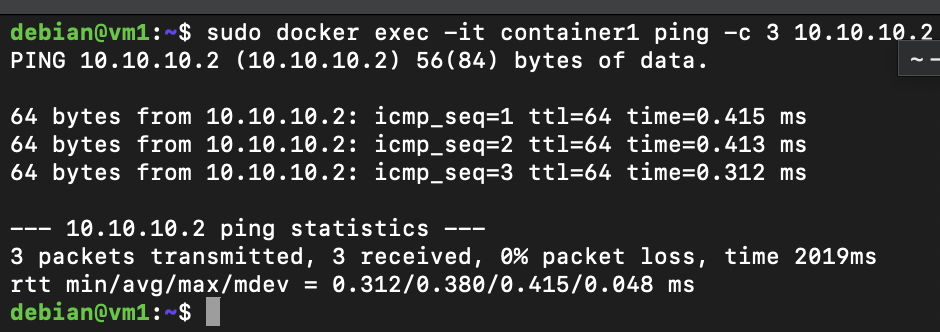 debian@vm1:~$ sudo docker exec -it container1 ping -c 3 10.10.10.2
PING 10.10.10.2 (10.10.10.2) 56(84) bytes of data.
~ —
64 bytes from 10.10.10.2: icmp_seq=1 ttl=64 time=0.415 ms
64 bytes from 10.10.10.2: icmp_seq=2 ttl=64 time=0.413 ms
64 bytes from 10.10.10.2: icmp_seq=3 ttl=64 time=0.312 ms
--- 10.10.10.2 ping statistics ---
3 packets transmitted, 3 received, 0% packet loss, time 2019ms
rtt min/avg/max/mdev = 0.312/0.380/0.415/0.048 ms
debian@vm1:~$